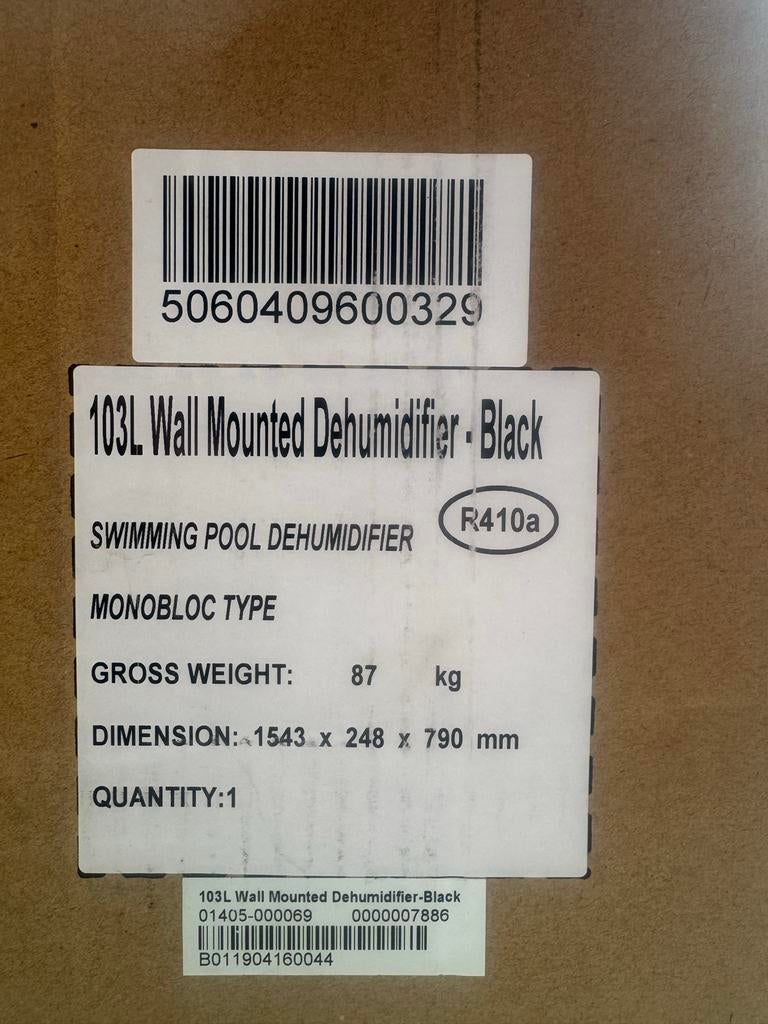 5060409600329
103L Wall Mounted Dehumidifier - Black
R410a
SWIMMING POOL DEHUMIDIFIER
MONOBLOC TYPE
GROSS WEIGHT: 87 kg
DIMENSION: 1543 x 248 x 790 mm
QUANTITY:1
103L Wall Mounted Dehumidifier-Black
01405-000069 0000007886
B011904160044